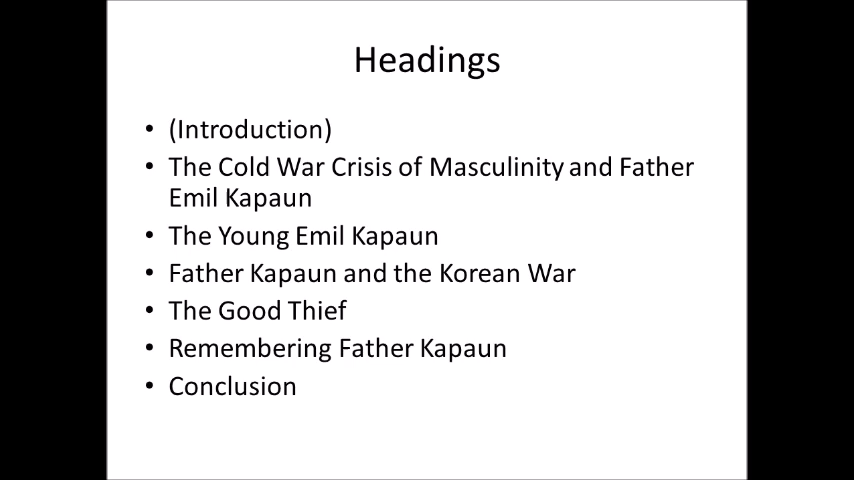 Headings
• (Introduction)
• The Cold War Crisis of Masculinity and Father
Emil Kapaun
• The Young Emil Kapaun
• Father Kapaun and the Korean War
• The Good Thief
• Remembering Father Kapaun
• Conclusion